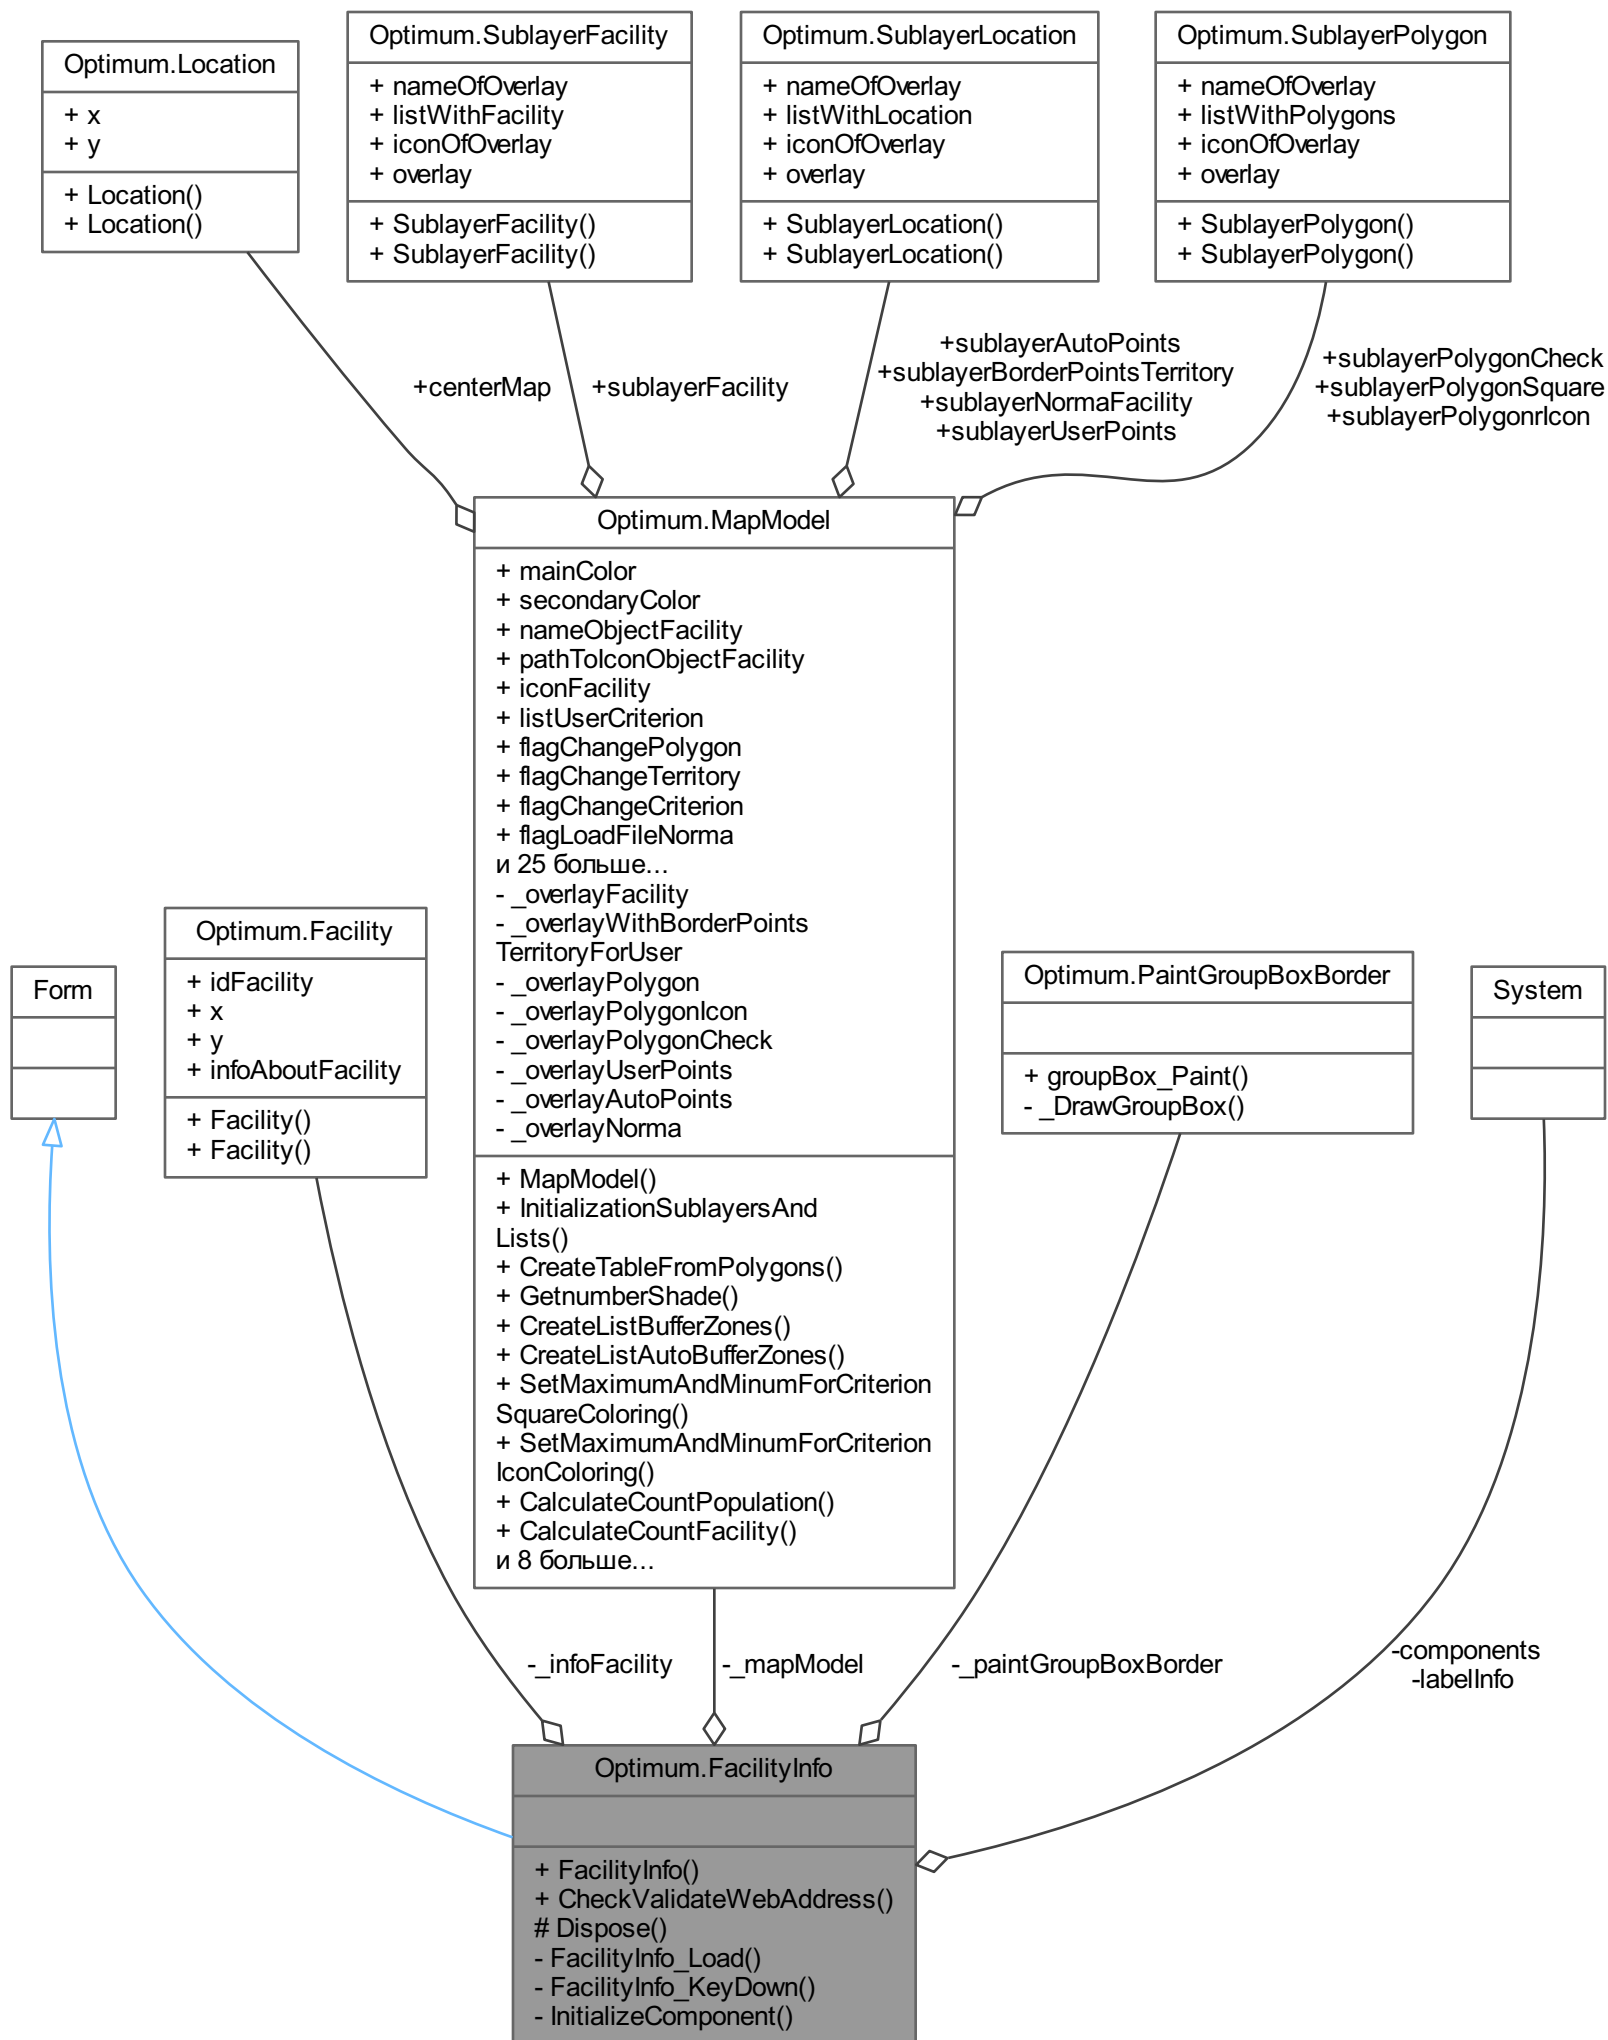 Optimum.Location
+ x
+ y
+ Location()
+ Location()
Optimum.SublayerFacility
+ nameOfOverlay
+ listWithFacility
+ iconOfOverlay
+ overlay
+ SublayerFacility()
+ SublayerFacility()
Optimum.SublayerLocation
+ nameOfOverlay
+ listWithLocation
+ iconOfOverlay
+ overlay
+ SublayerLocation()
+ SublayerLocation()
Optimum.SublayerPolygon
+ nameOfOverlay
+ listWithPolygons
+ iconOfOverlay
+ overlay
+ SublayerPolygon()
+ SublayerPolygon()
+centerMap
+sublayerFacility
+sublayerAutoPoints
+sublayerBorderPointsTerritory
+sublayerNormaFacility
+sublayerUserPoints
+sublayerPolygonCheck
+sublayerPolygonSquare
+sublayerPolygonrIcon
Optimum.MapModel
+ mainColor
+ secondaryColor
+ nameObjectFacility
+ pathToIconObjectFacility
+ iconFacility
+ listUserCriterion
+ flagChangePolygon
+ flagChangeTerritory
+ flagChangeCriterion
+ flagLoadFileNorma
и 25 больше...
- _overlayFacility
- _overlayWithBorderPoints
TerritoryForUser
- _overlayPolygon
- _overlayPolygonIcon
- _overlayPolygonCheck
- _overlayUserPoints
- _overlayAutoPoints
- _overlayNorma
+ MapModel()
+ InitializationSublayersAnd
Lists()
+ CreateTableFromPolygons()
+ GetnumberShade()
+ CreateListBufferZones()
+ CreateListAutoBufferZones()
+ SetMaximumAndMinumForCriterion
SquareColoring()
+ SetMaximumAndMinumForCriterion
IconColoring()
+ CalculateCountPopulation()
+ CalculateCountFacility()
и 8 больше...
Form
Optimum.Facility
+ idFacility
+ x
+ y
+ infoAboutFacility
+ Facility()
+ Facility()
Optimum.PaintGroupBoxBorder
+ groupBox_Paint()
- _DrawGroupBox()
System
-_infoFacility
-_mapModel
-_paintGroupBoxBorder
-components
-labelInfo
Optimum.FacilityInfo
+ FacilityInfo()
+ CheckValidateWebAddress()
# Dispose()
- FacilityInfo_Load()
- FacilityInfo_KeyDown()
- InitializeComponent()